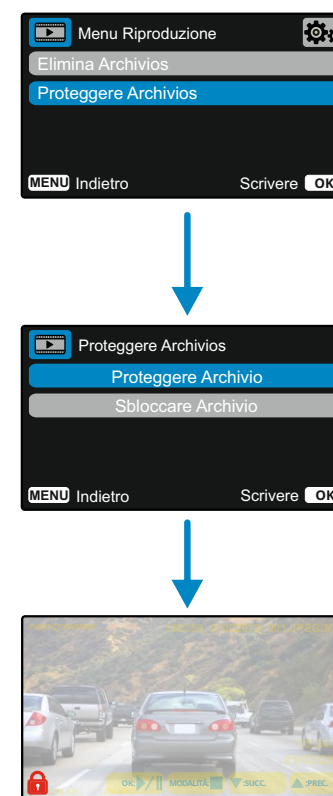 Menu Riproduzione
Elimina Archivios
Proteggere Archivios
MENU Indietro Scrivere OK
Proteggere Archivios
Proteggere Archivio
Sbloccare Archivio
MENU Indietro Scrivere OK
OK: / MODALITÀ: :SUCC. :PREC.